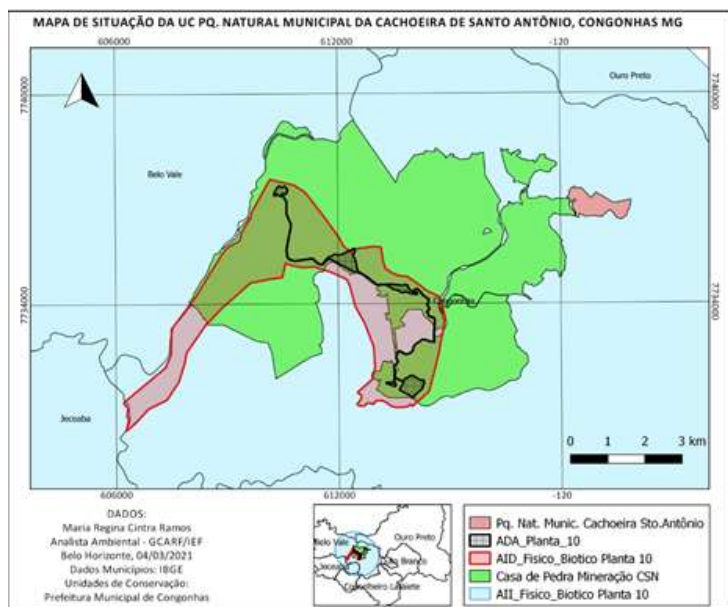 MAPA DE SITUAÇÃO DA UC PQ. NATURAL MUNICIPAL DA CACHOEIRA DE SANTO ANTÔNIO, CONGONHAS MG
606000 612000 -120
7740000 7740000
Ouro Preto
Belo Vale
7734000 Congonhas 7734000
Jeceaba
0 1 2 3 km
606000 612000 -120
DADOS:
Maria Regina Cintra Ramos
Analista Ambiental - GCARF/IEF
Belo Horizonte, 04/03/2021
Dados Municípios: IBGE
Unidades de Conservação:
Prefeitura Municipal de Congonhas
Belo Vale Ouro Preto
Jeceaba Branco
Conselheiro Lafaiete
Pq. Nat. Munic. Cachoeira Sto.Antônio
ADA_Planta_10
AID_Fisico_Biotico Planta 10
Casa de Pedra Mineração CSN
AII_Fisico_Biotico Planta 10